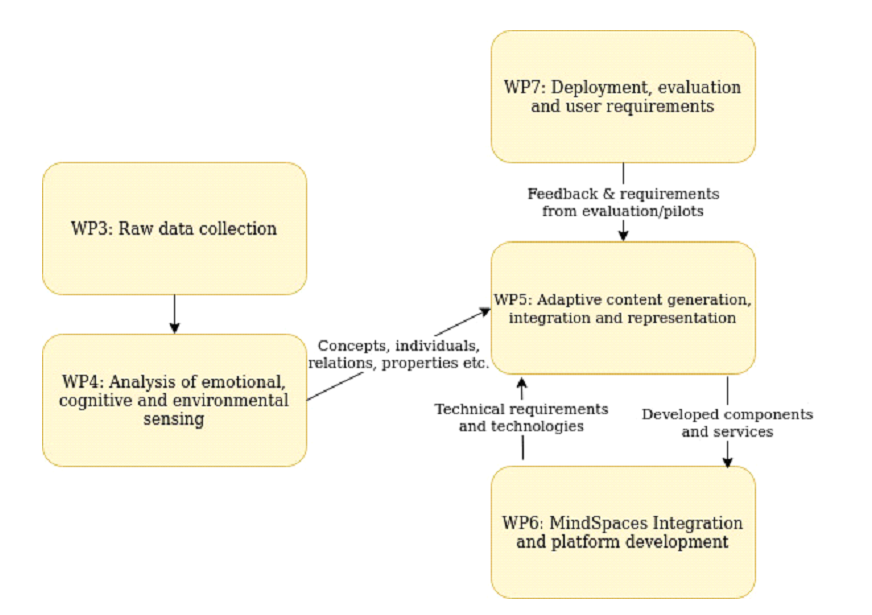 WP7: Deployment, evaluation
and user requirements
Feedback & requirements
from evaluation/pilots
WP3: Raw data collection
WP5: Adaptive content generation,
integration and representation
Concepts, individuals,
relations, properties etc.
WP4: Analysis of emotional,
cognitive and environmental
sensing
Technical requirements
and technologies
Developed components
and services
WP6: MindSpaces Integration
and platform development